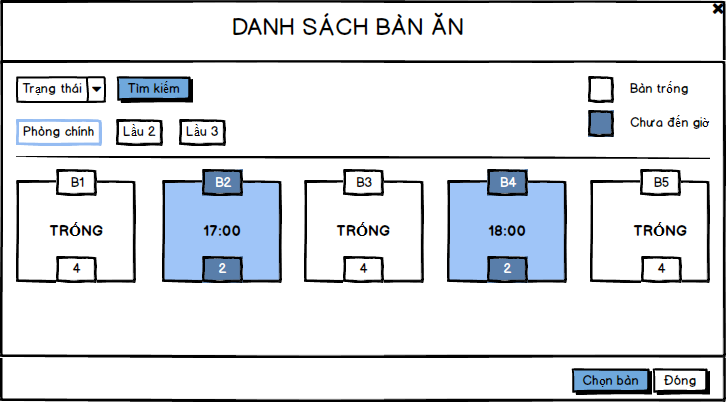 DANH SÁCH BÀN ĂN
Trạng thái
Tìm kiếm
Bàn trống
Chưa đến giờ
Phòng chính
Lầu 2
Lầu 3
B1
B2
B3
B4
B5
TRỐNG
17:00
TRỐNG
18:00
TRỐNG
4
2
4
2
4
Chọn bàn
Đóng